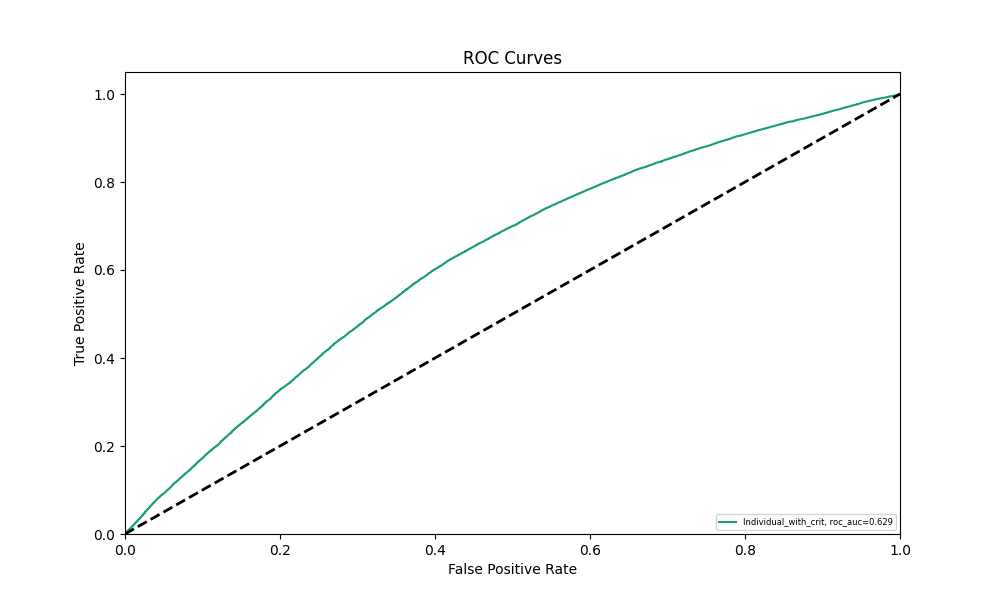 ROC Curves
True Positive Rate
1.0
0.8
0.6
0.4
0.2
0.0
0.0 0.2 0.4 0.6 0.8 1.0
False Positive Rate
Individual_with_crit, roc_auc=0.629